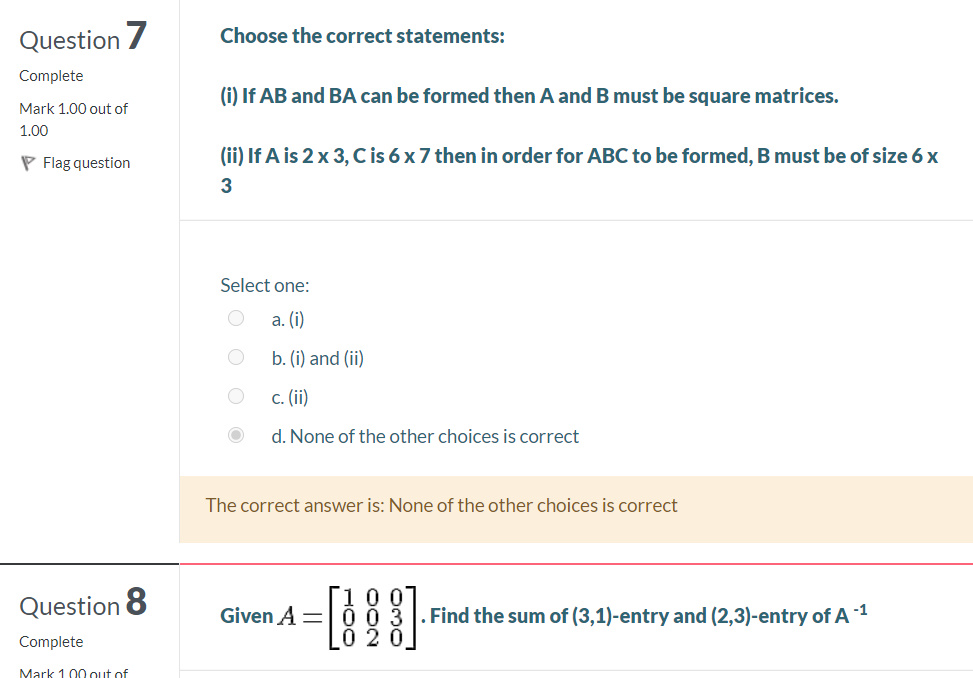 Question 7
Complete
Mark 1.00 out of
1.00
Flag question
Choose the correct statements:
(i) If AB and BA can be formed then A and B must be square matrices.
(ii) If A is 2 x 3, C is 6 x 7 then in order for ABC to be formed, B must be of size 6 x
3
Select one:
a. (i)
b. (i) and (ii)
c. (ii)
d. None of the other choices is correct
The correct answer is: None of the other choices is correct
Question 8
Complete
Mark 1.00 out of
Given A = [1 0 0
0 0 3
0 2 0]. Find the sum of (3,1)-entry and (2,3)-entry of A ⁻¹